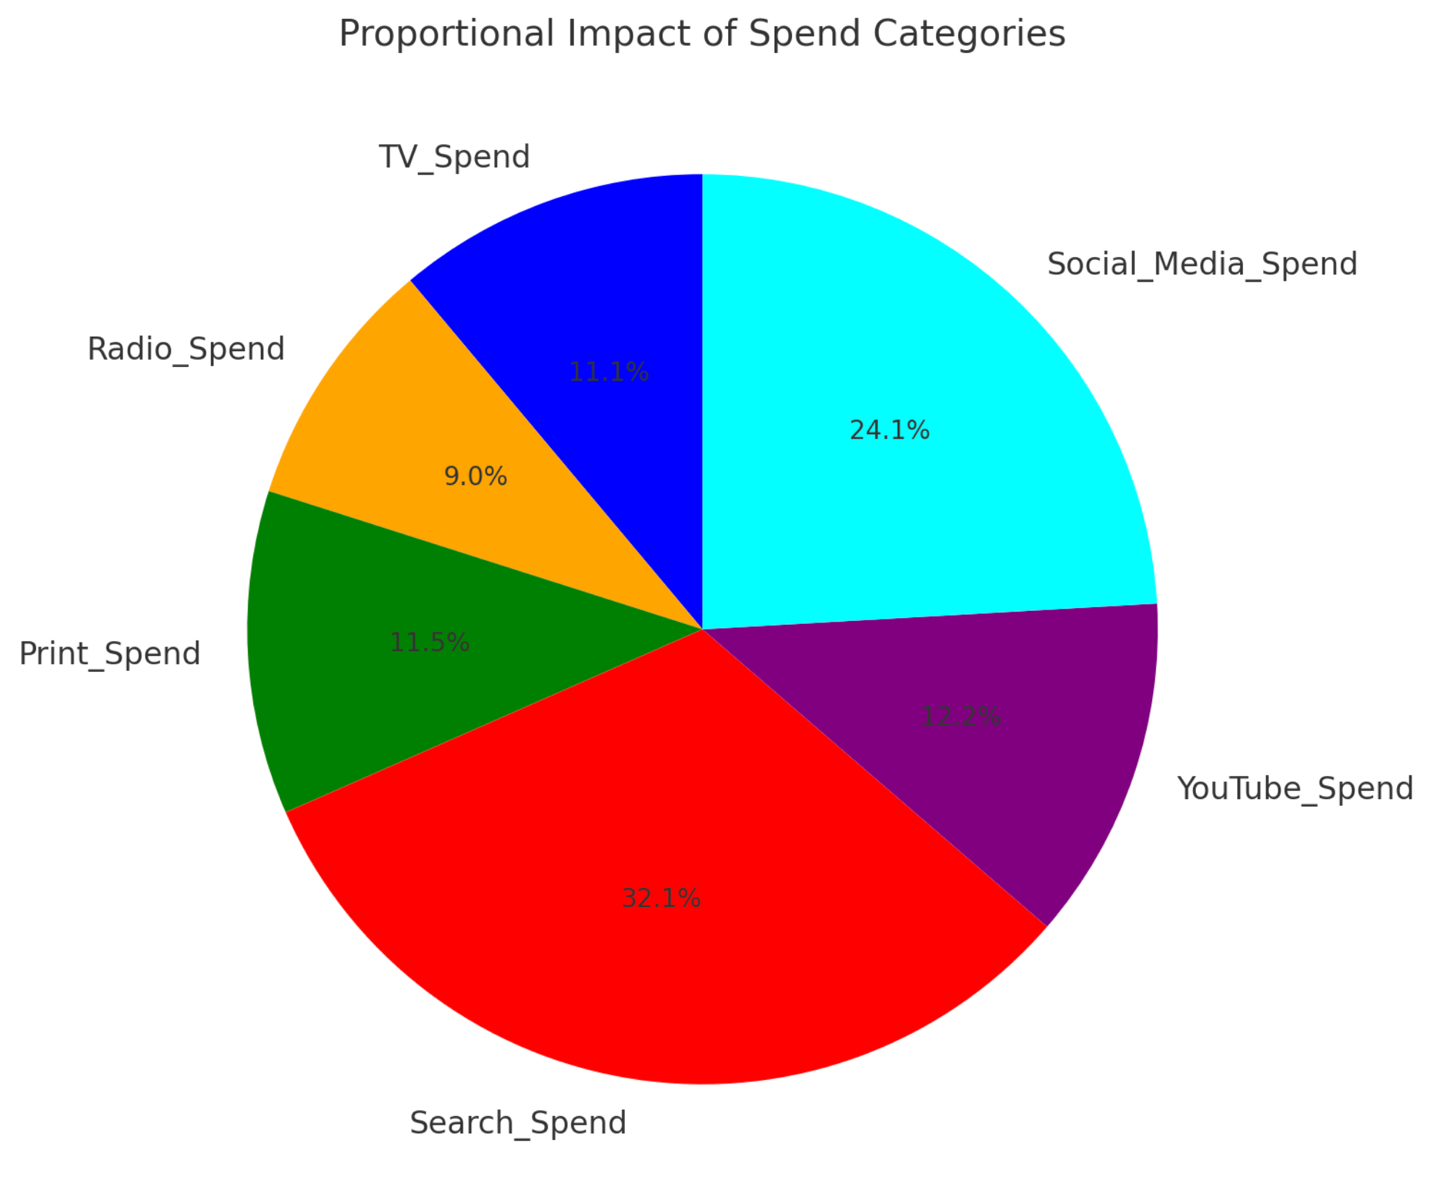 Proportional Impact of Spend Categories
TV_Spend
Social_Media_Spend
Radio_Spend
11.1%
24.1%
9.0%
11.5%
Print_Spend
12.2%
YouTube_Spend
32.1%
Search_Spend